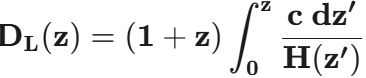 D_L(z) = (1 + z) ∫_0^z c dz′ / H(z′)